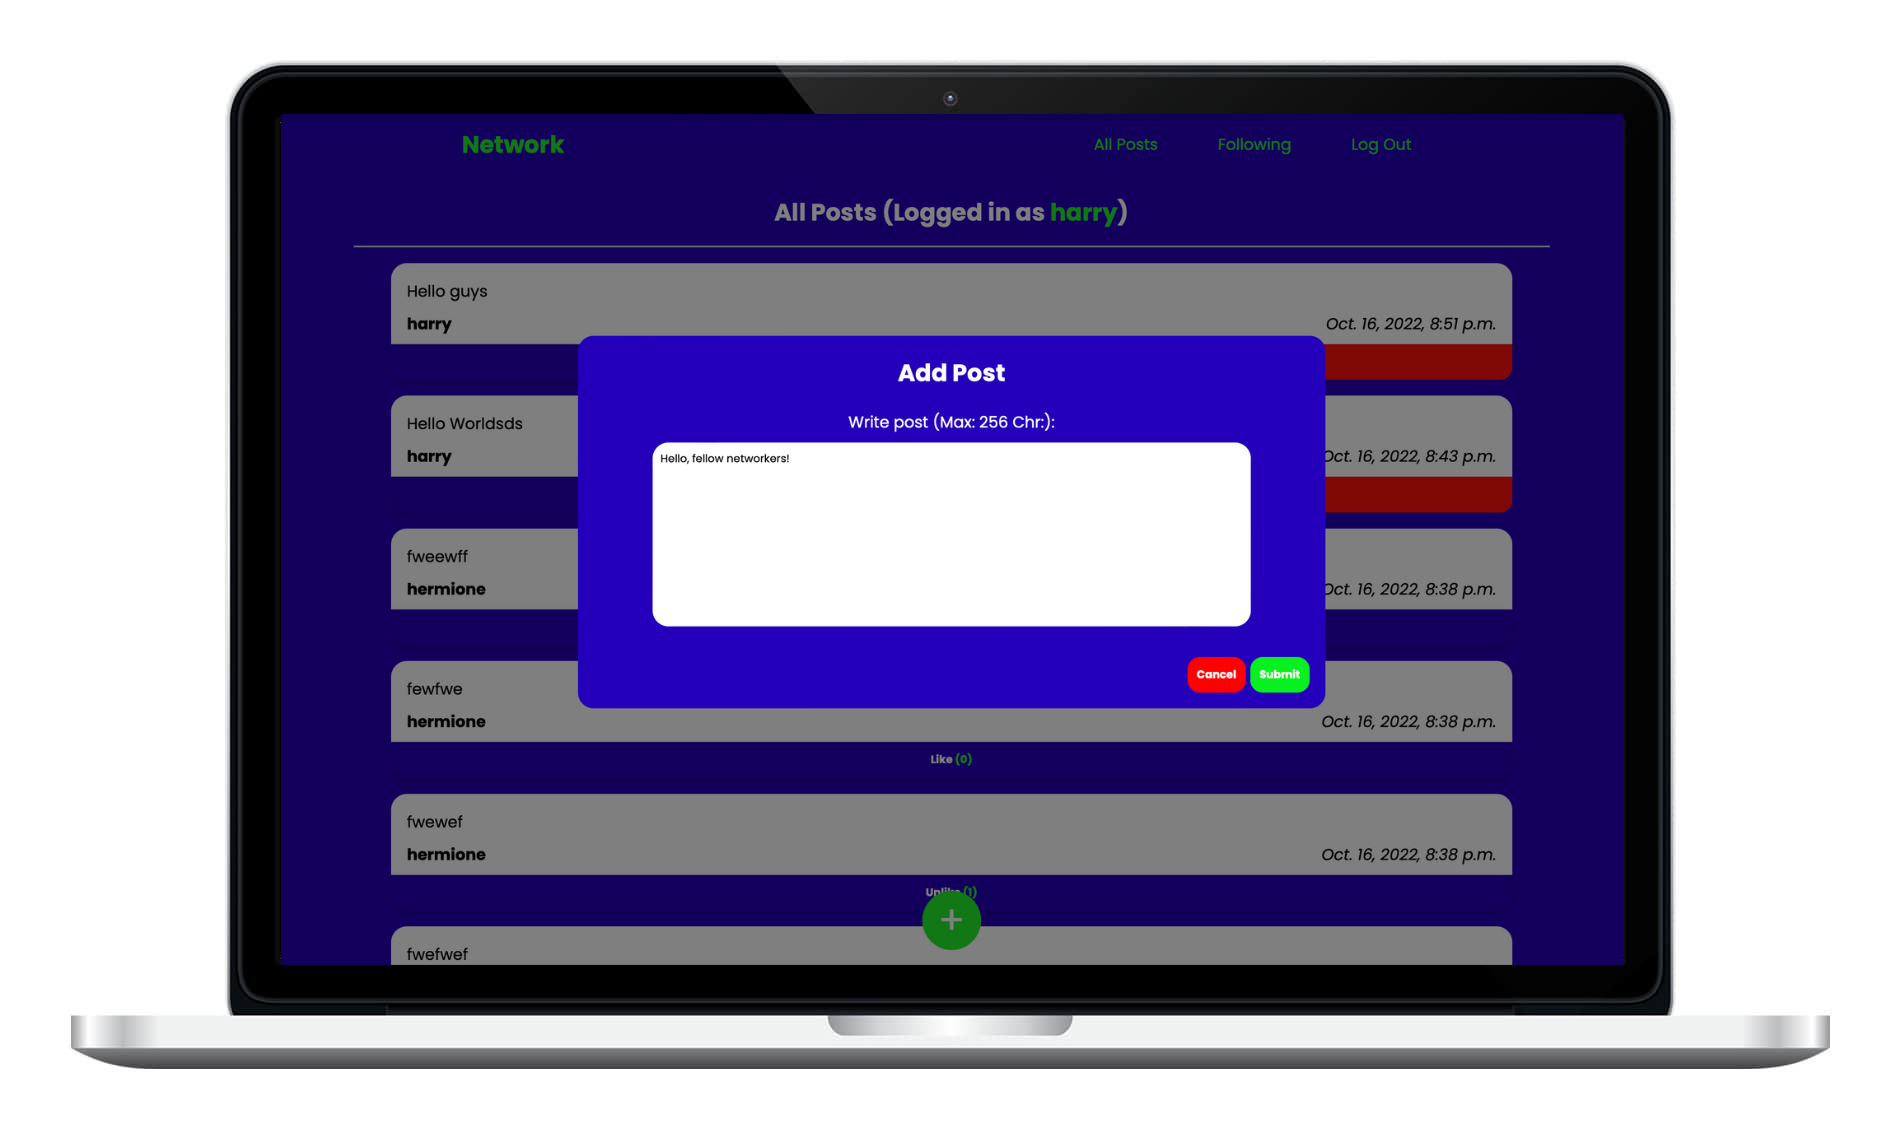 Network
All Posts
Following
Log Out
All Posts (Logged in as harry)
Hello guys
harry
Oct. 16, 2022, 8:51 p.m.
Add Post
Write post (Max: 256 Chr.):
Hello, fellow networkers!
Cancel
Submit
Hello Worldsds
harry
Oct. 16, 2022, 8:43 p.m.
fweewff
hermione
Oct. 16, 2022, 8:38 p.m.
fewfwe
hermione
Oct. 16, 2022, 8:38 p.m.
Like (0)
fwewef
hermione
Oct. 16, 2022, 8:38 p.m.
Unlike (1)
+
fwefwef